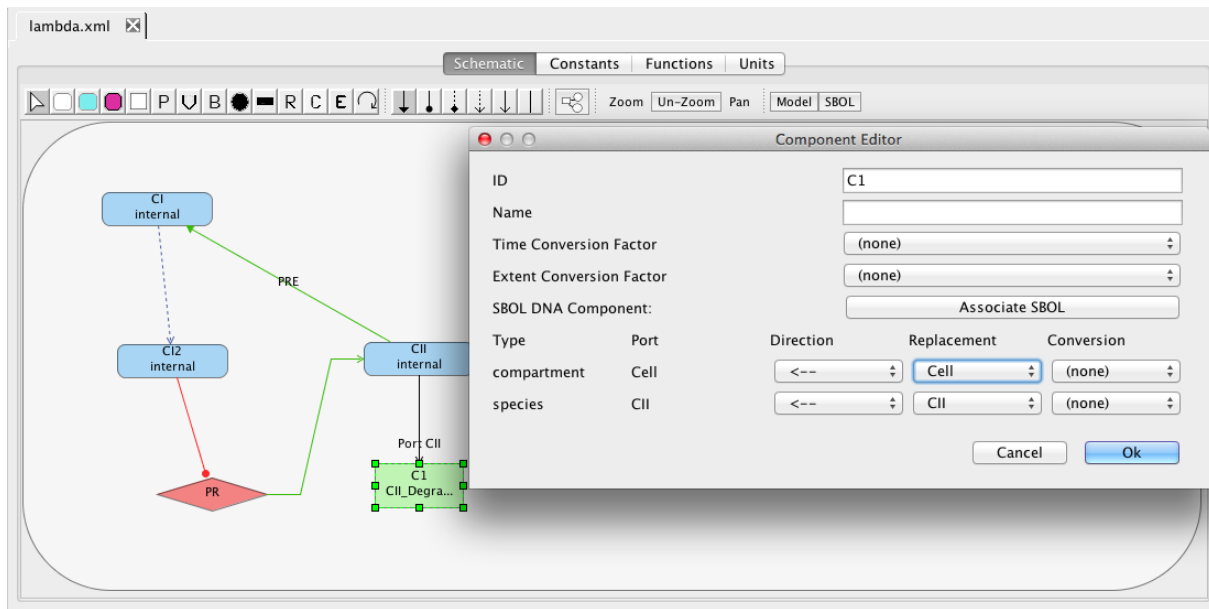 lambda.xml
Schematic Constants Functions Units
P V B R C E Zoom Un-Zoom Pan Model SBOL
Component Editor
ID C1
Name
Time Conversion Factor (none)
Extent Conversion Factor (none)
SBOL DNA Component: Associate SBOL
Type Port Direction Replacement Conversion
compartment Cell <-- Cell (none)
species CII <-- CII (none)
Cancel Ok
CI
internal
PRE
CI2
internal
CII
internal
Port CII
C1
CII_Degra...
PR